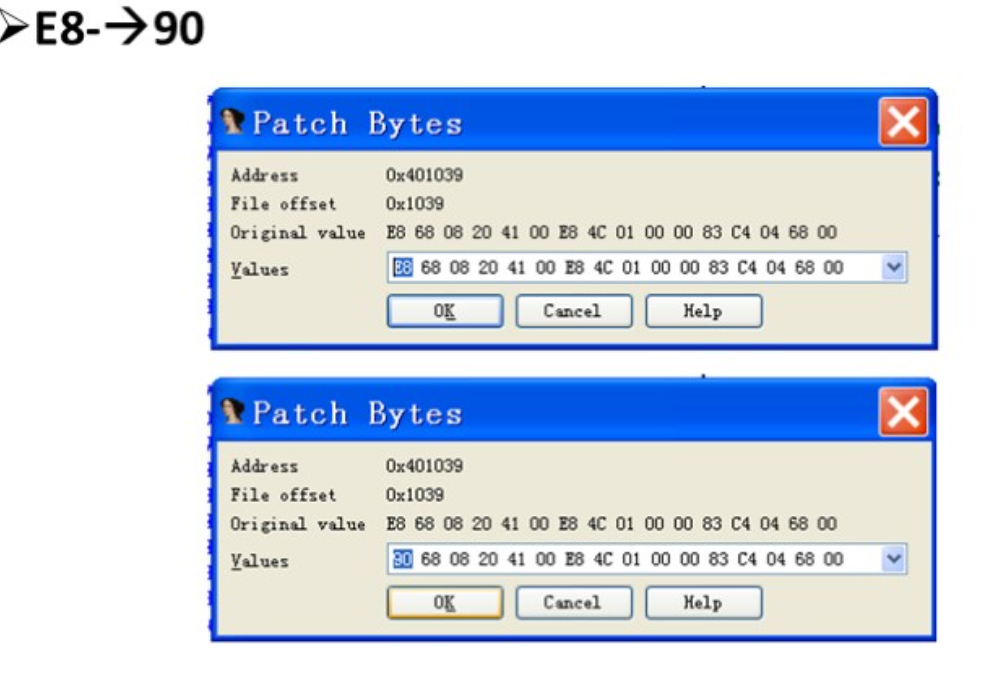 ➢E8-→90
Patch Bytes
Address 0x401039
File offset 0x1039
Original value E8 68 08 20 41 00 E8 4C 01 00 00 83 C4 04 68 00
Values E8 68 08 20 41 00 E8 4C 01 00 00 83 C4 04 68 00
OK Cancel Help
Patch Bytes
Address 0x401039
File offset 0x1039
Original value E8 68 08 20 41 00 E8 4C 01 00 00 83 C4 04 68 00
Values 90 68 08 20 41 00 E8 4C 01 00 00 83 C4 04 68 00
OK Cancel Help